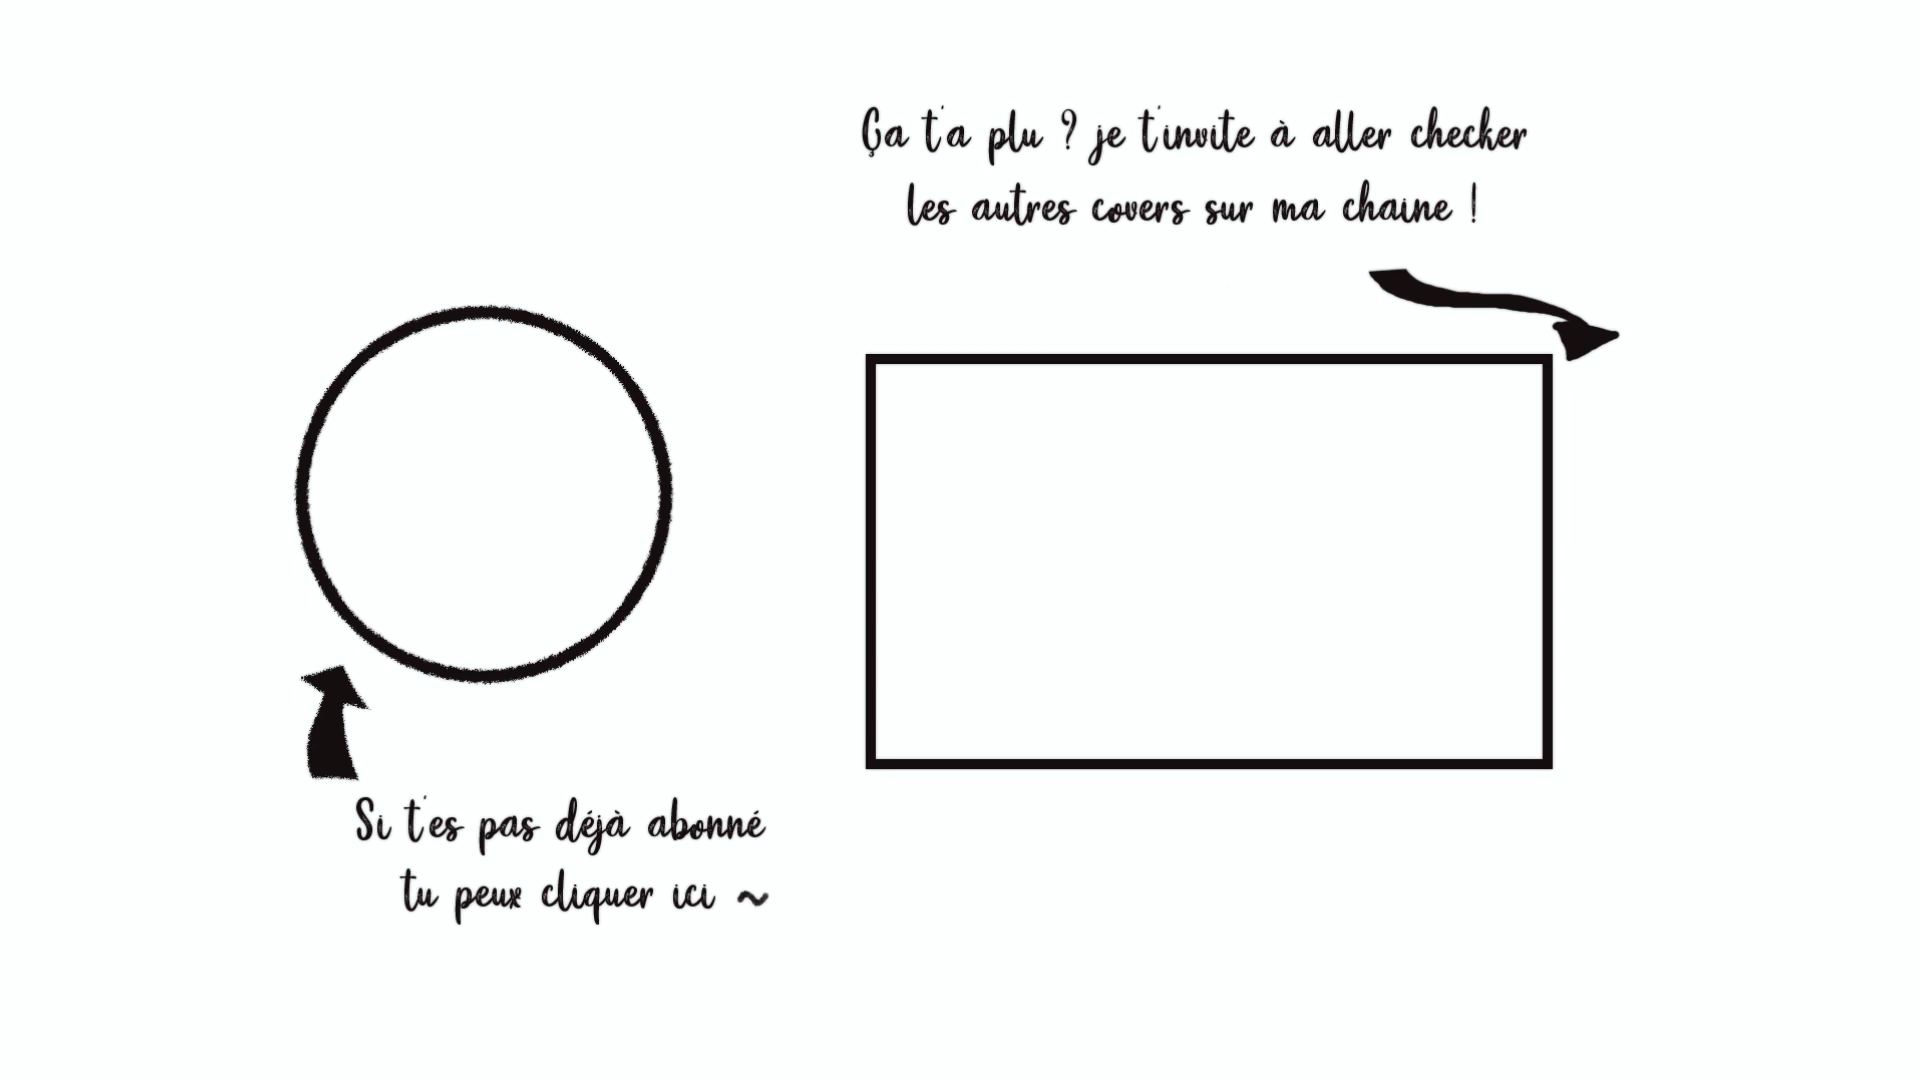 Ça t'a plu ? je t'invite à aller checker
les autres covers sur ma chaine !
Si t'es pas déjà abonné
tu peux cliquer ici ~